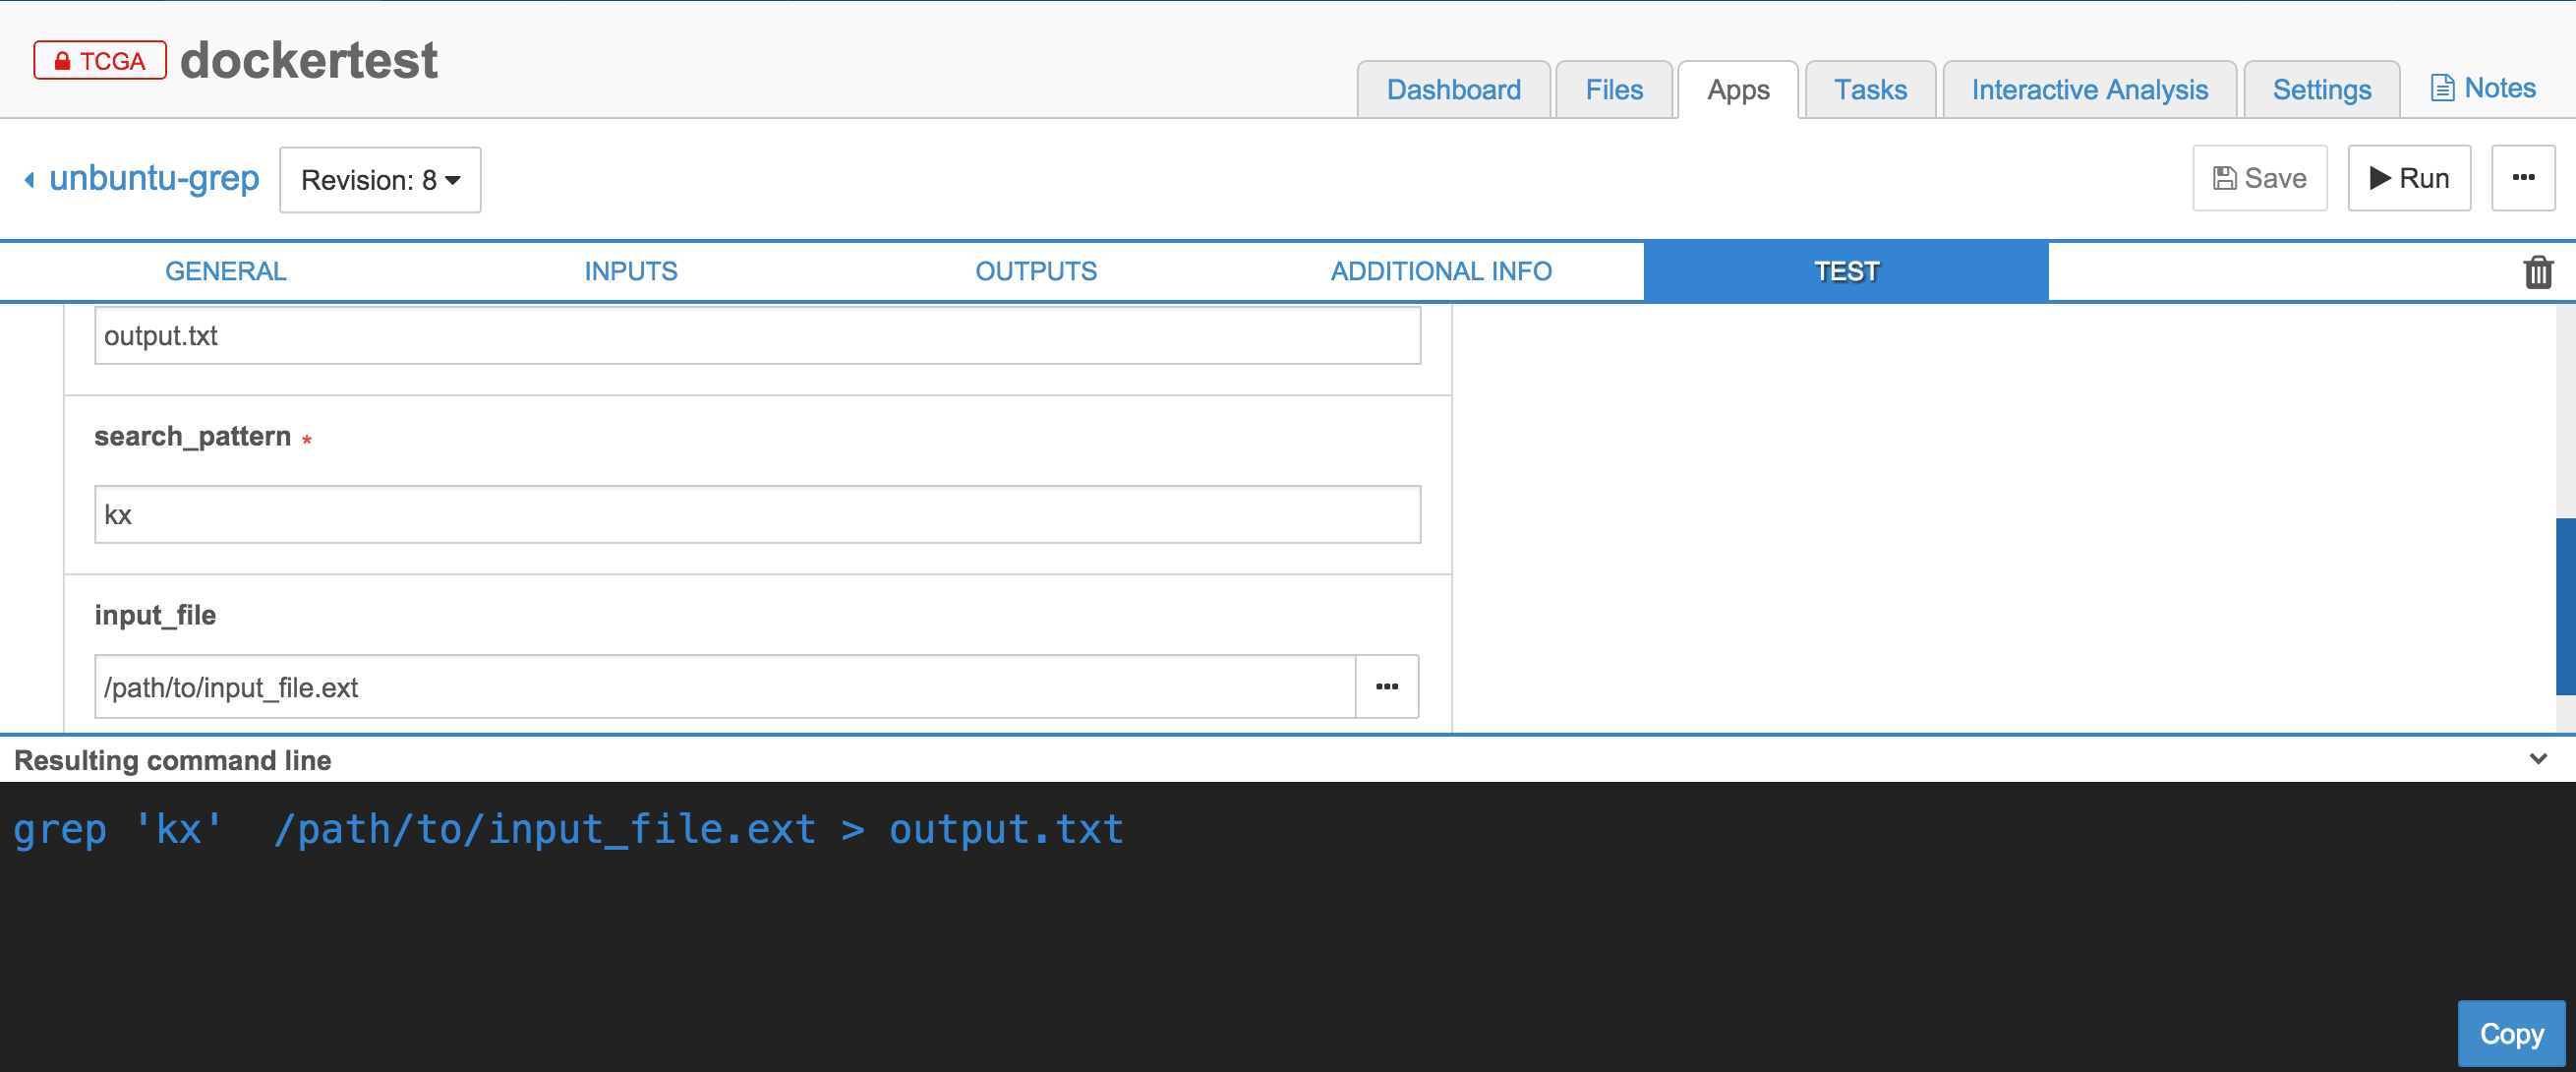 TCGA dockertest
Dashboard Files Apps Tasks Interactive Analysis Settings Notes
unbuntu-grep Revision: 8 Save Run ...
GENERAL INPUTS OUTPUTS ADDITIONAL INFO TEST
output.txt
search_pattern *
kx
input_file
/path/to/input_file.ext ...
Resulting command line
grep 'kx'  /path/to/input_file.ext > output.txt
Copy